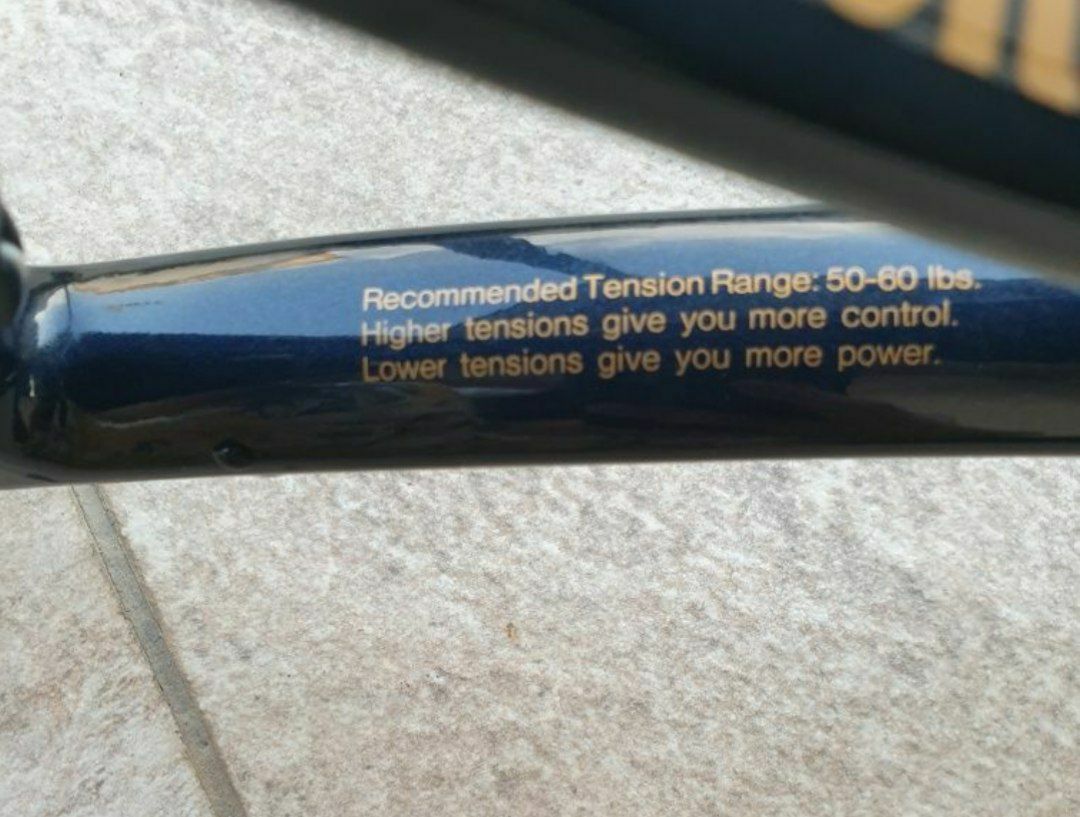 Recommended Tension Range: 50-60 lbs.
Higher tensions give you more control.
Lower tensions give you more power.